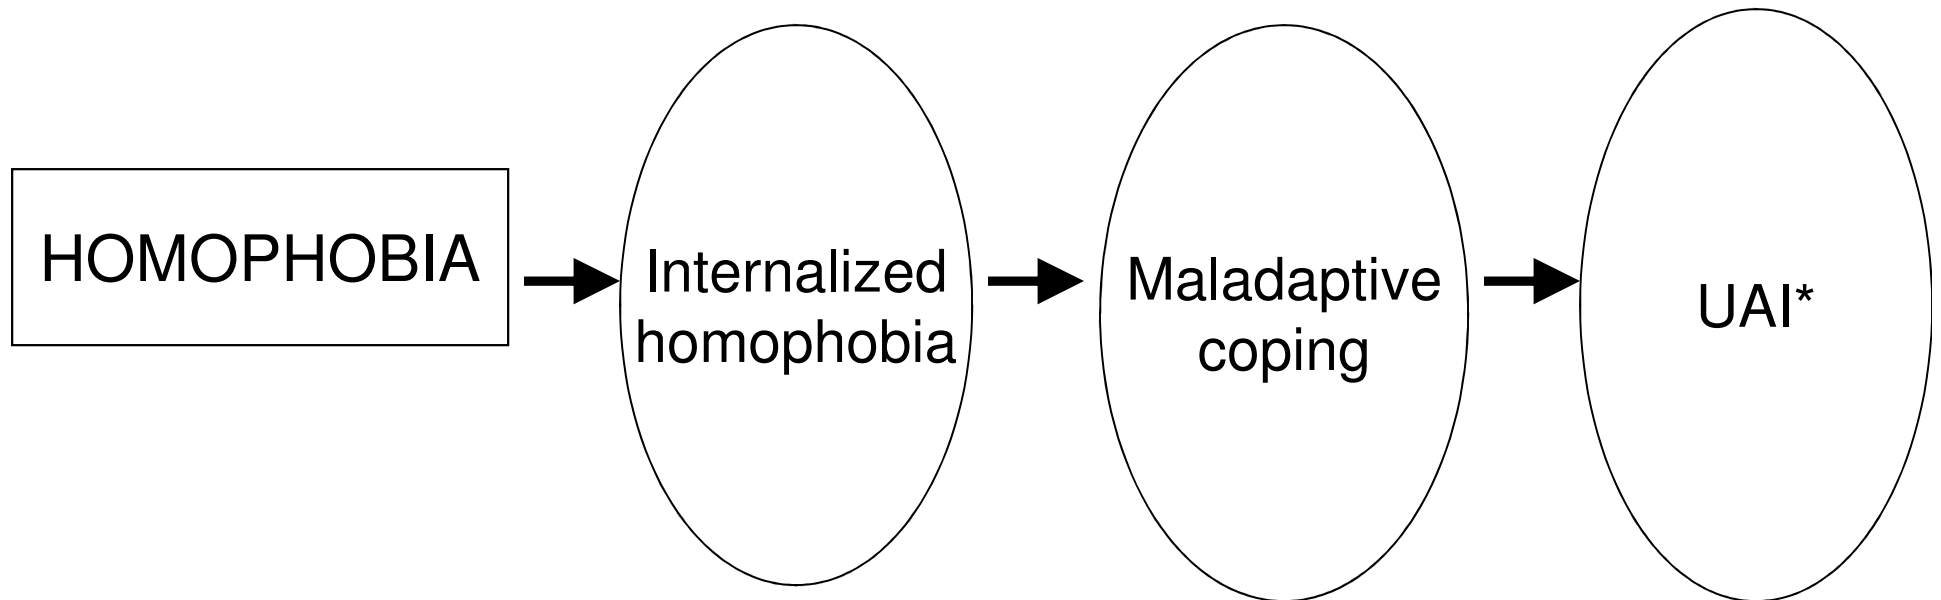 HOMOPHOBIA
Internalized
homophobia
Maladaptive
coping
UAI*